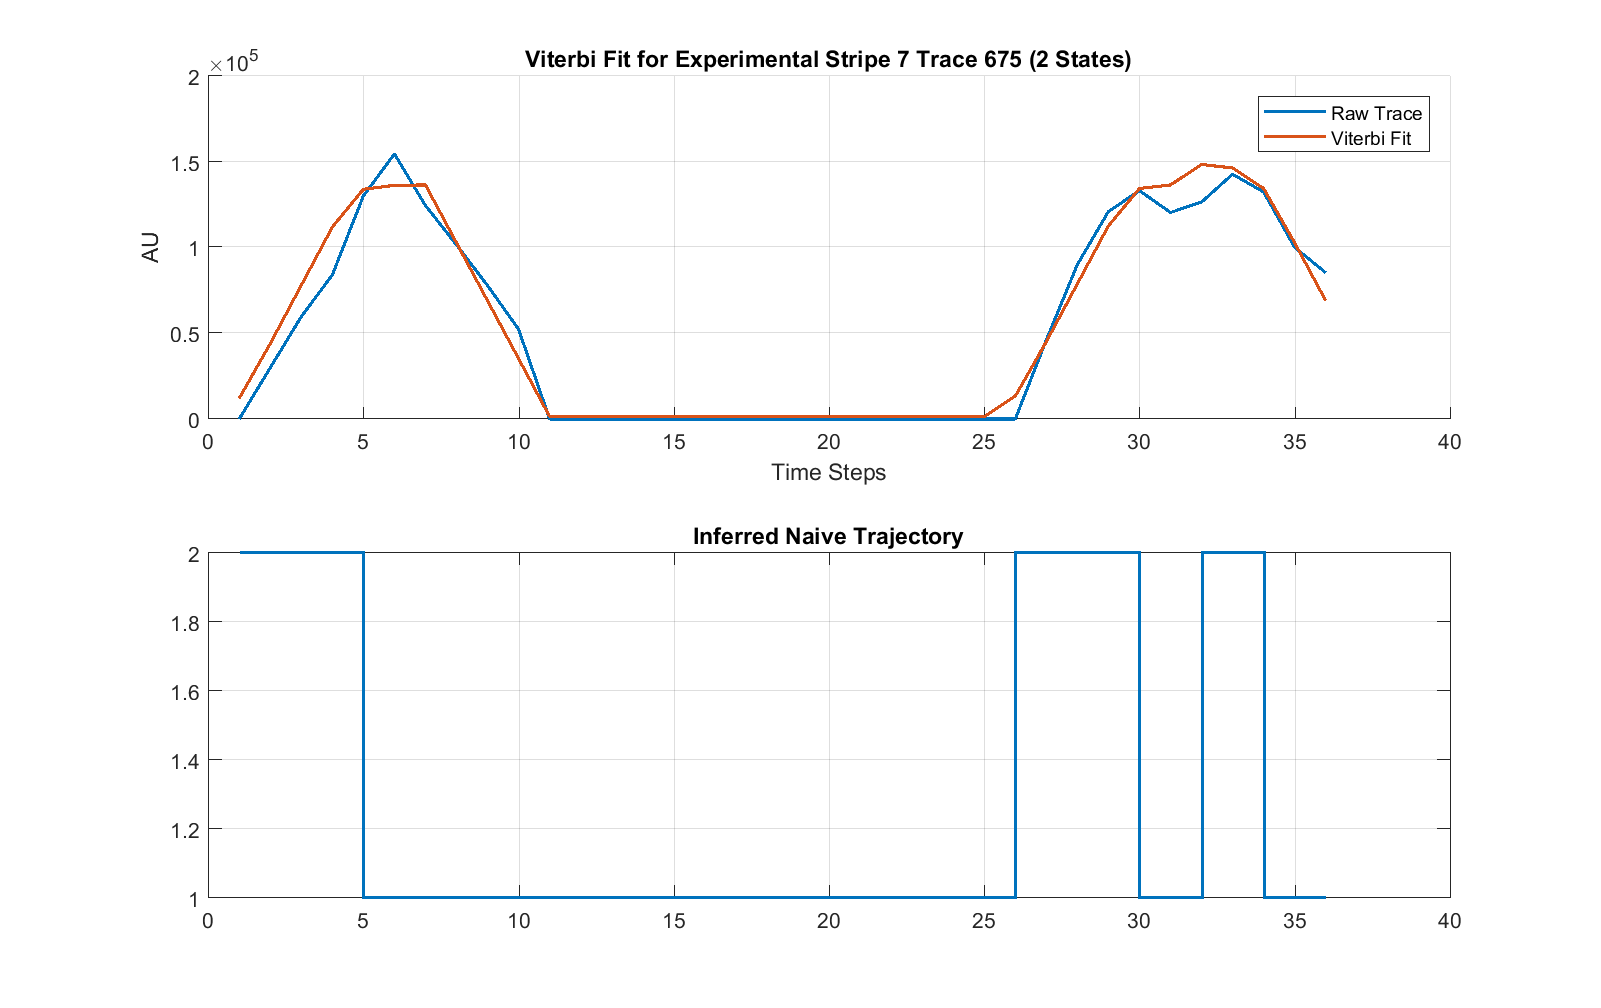 Viterbi Fit for Experimental Stripe 7 Trace 675 (2 States)
×10^5
2
1.5
1
0.5
0
AU
Raw Trace
Viterbi Fit
0 5 10 15 20 25 30 35 40
Time Steps
Inferred Naive Trajectory
2
1.8
1.6
1.4
1.2
1
0 5 10 15 20 25 30 35 40